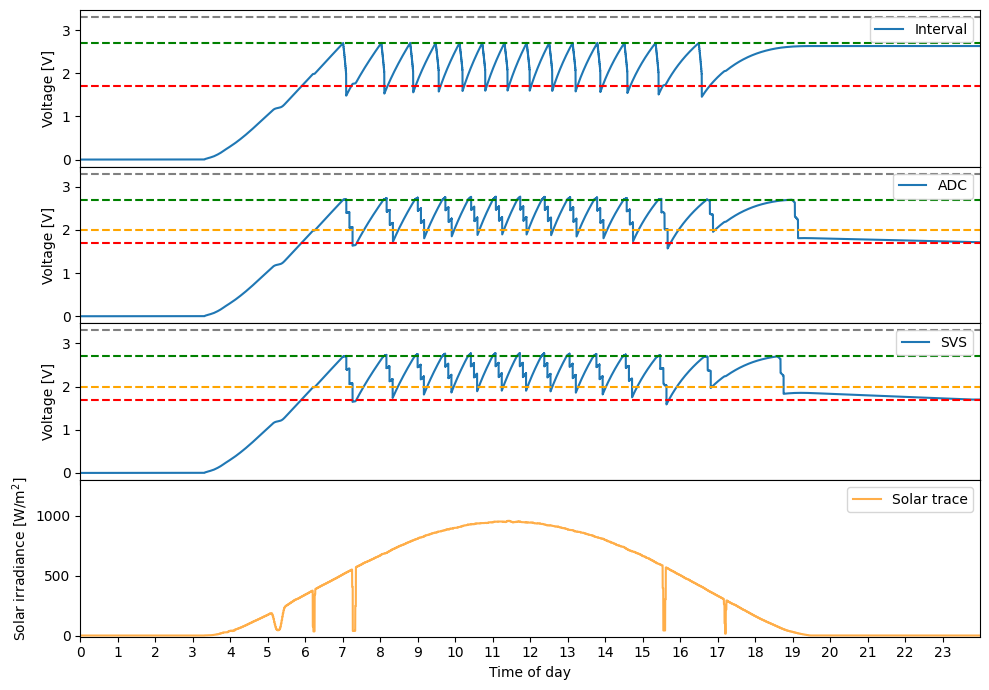 Voltage [V]
3
2
1
0
Interval
Voltage [V]
3
2
1
0
ADC
Voltage [V]
3
2
1
0
SVS
Solar irradiance [W/m²]
1000
500
0
Solar trace
0 1 2 3 4 5 6 7 8 9 10 11 12 13 14 15 16 17 18 19 20 21 22 23
Time of day